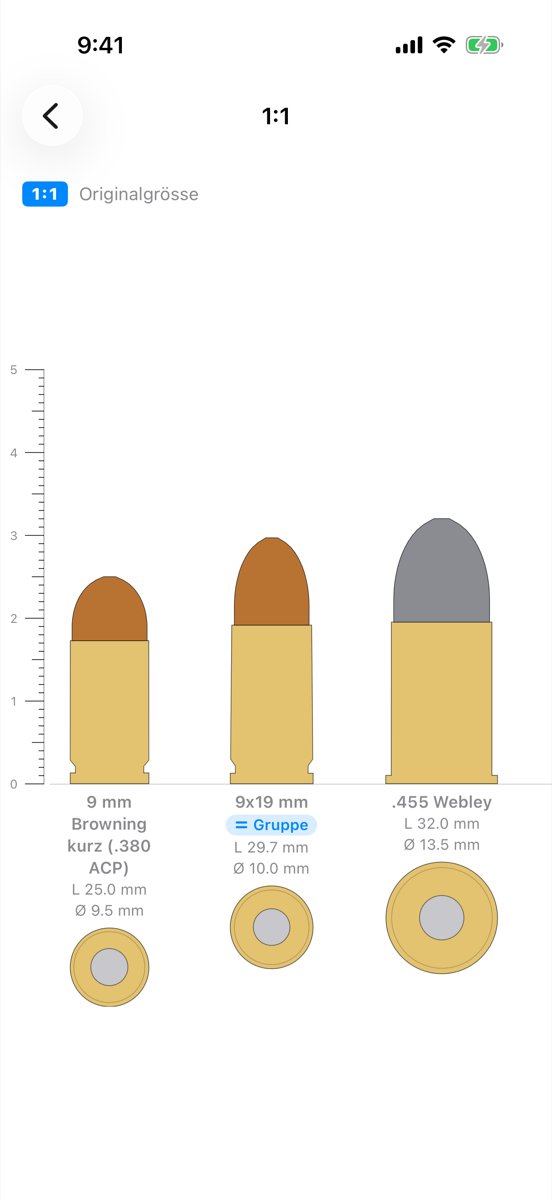 9:41
1:1
1:1 Originalgrösse
5
4
3
2
1
0
9 mm
Browning
kurz (.380
ACP)
L 25.0 mm
Ø 9.5 mm
9x19 mm
= Gruppe
L 29.7 mm
Ø 10.0 mm
.455 Webley
L 32.0 mm
Ø 13.5 mm